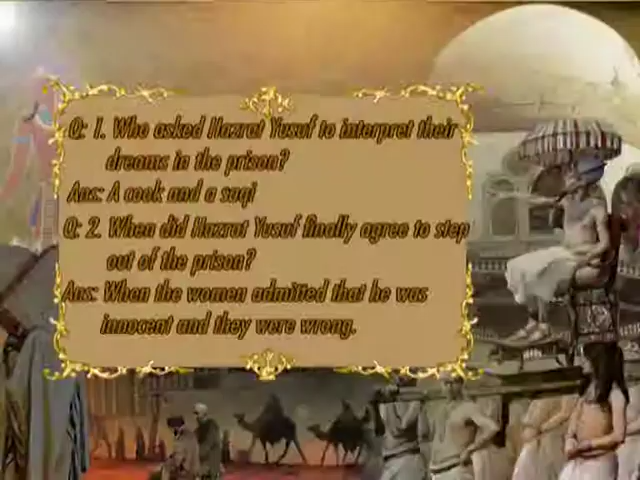 Q: 1. Who asked Hazrat Yusuf to interpret their
dreams in the prison?
Ans: A cook and a saqi
Q: 2. When did Hazrat Yusuf finally agree to step
out of the prison?
Ans: When the women admitted that he was
innocent and they were wrong.